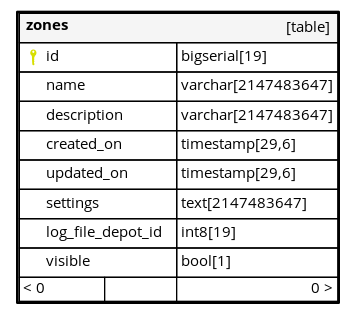 zones [table]
id bigserial[19]
name varchar[2147483647]
description varchar[2147483647]
created_on timestamp[29,6]
updated_on timestamp[29,6]
settings text[2147483647]
log_file_depot_id int8[19]
visible bool[1]
< 0 0 >